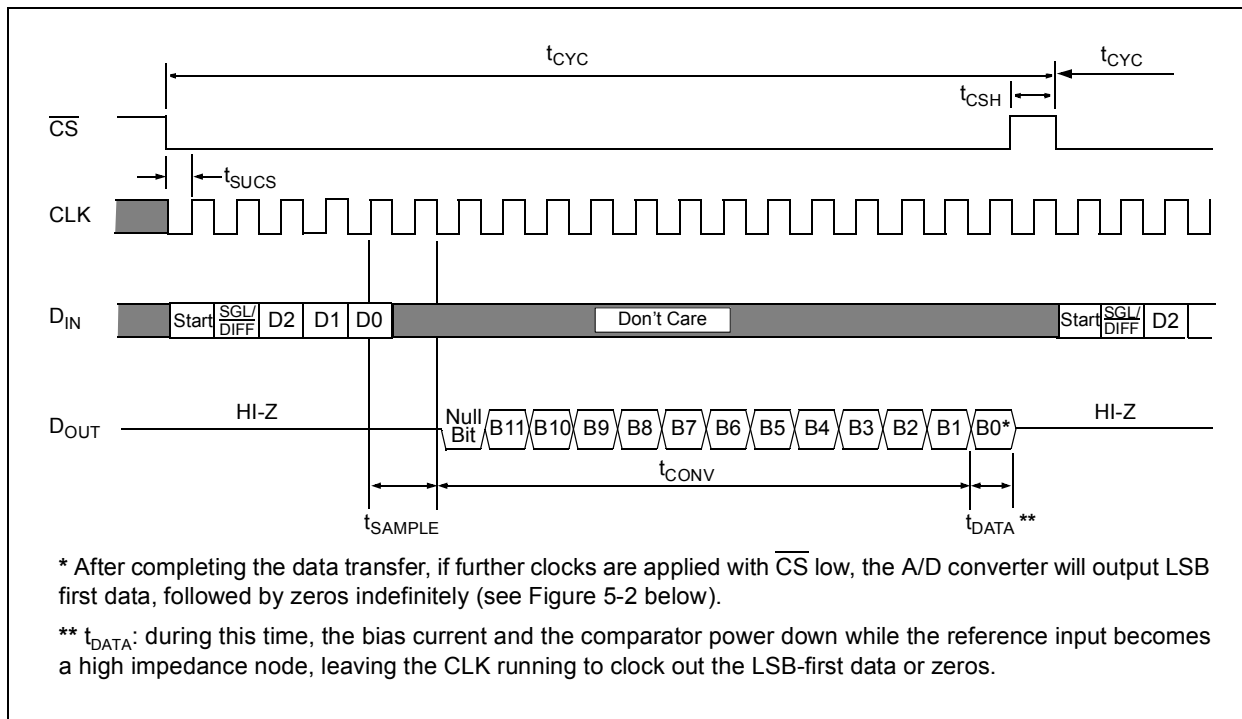 tCYC
tCYC
tCSH
CS
tSUCS
CLK
DIN
Start SGL/DIFF D2 D1 D0
Don't Care
Start SGL/DIFF D2
DOUT
HI-Z
Null Bit B11 B10 B9 B8 B7 B6 B5 B4 B3 B2 B1 B0*
HI-Z
tCONV
tSAMPLE
tDATA **
* After completing the data transfer, if further clocks are applied with CS low, the A/D converter will output LSB
first data, followed by zeros indefinitely (see Figure 5-2 below).
** tDATA: during this time, the bias current and the comparator power down while the reference input becomes
a high impedance node, leaving the CLK running to clock out the LSB-first data or zeros.